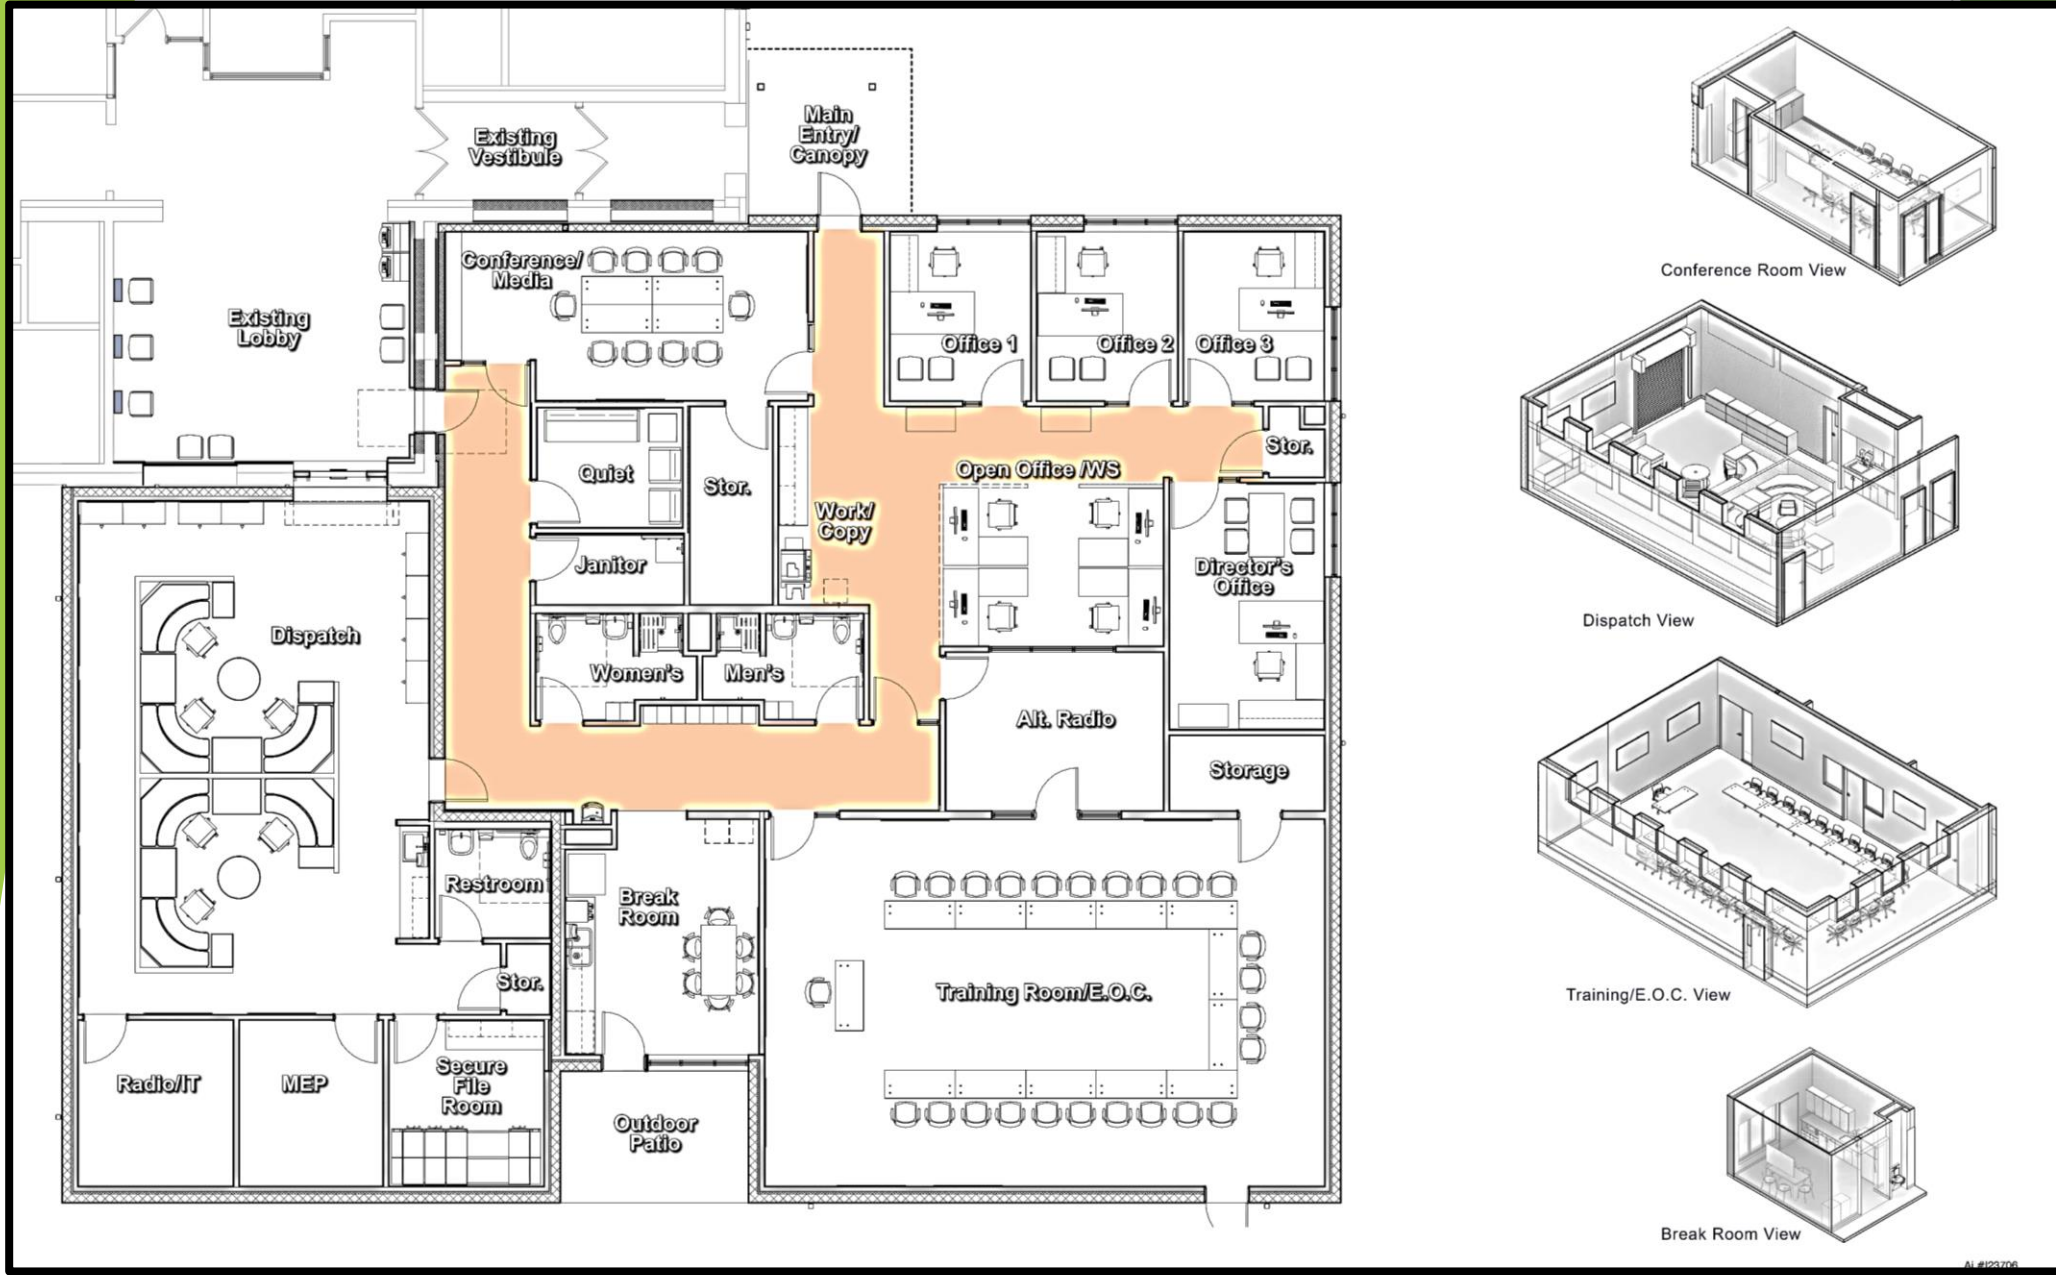 Main
Entry/
Canopy
Existing
Vestibule
Conference/
Media
Existing
Lobby
Office 1
Office 2
Office 3
Quiet
Stor.
Open Office /WS
Stor.
Work/
Copy
Janitor
Director's
Office
Dispatch
Women's
Men's
Alt. Radio
Storage
Restroom
Break
Room
Stor.
Training Room/E.O.C.
Radio/IT
MEP
Secure
File
Room
Outdoor
Patio
Conference Room View
Dispatch View
Training/E.O.C. View
Break Room View
Ai #I23706